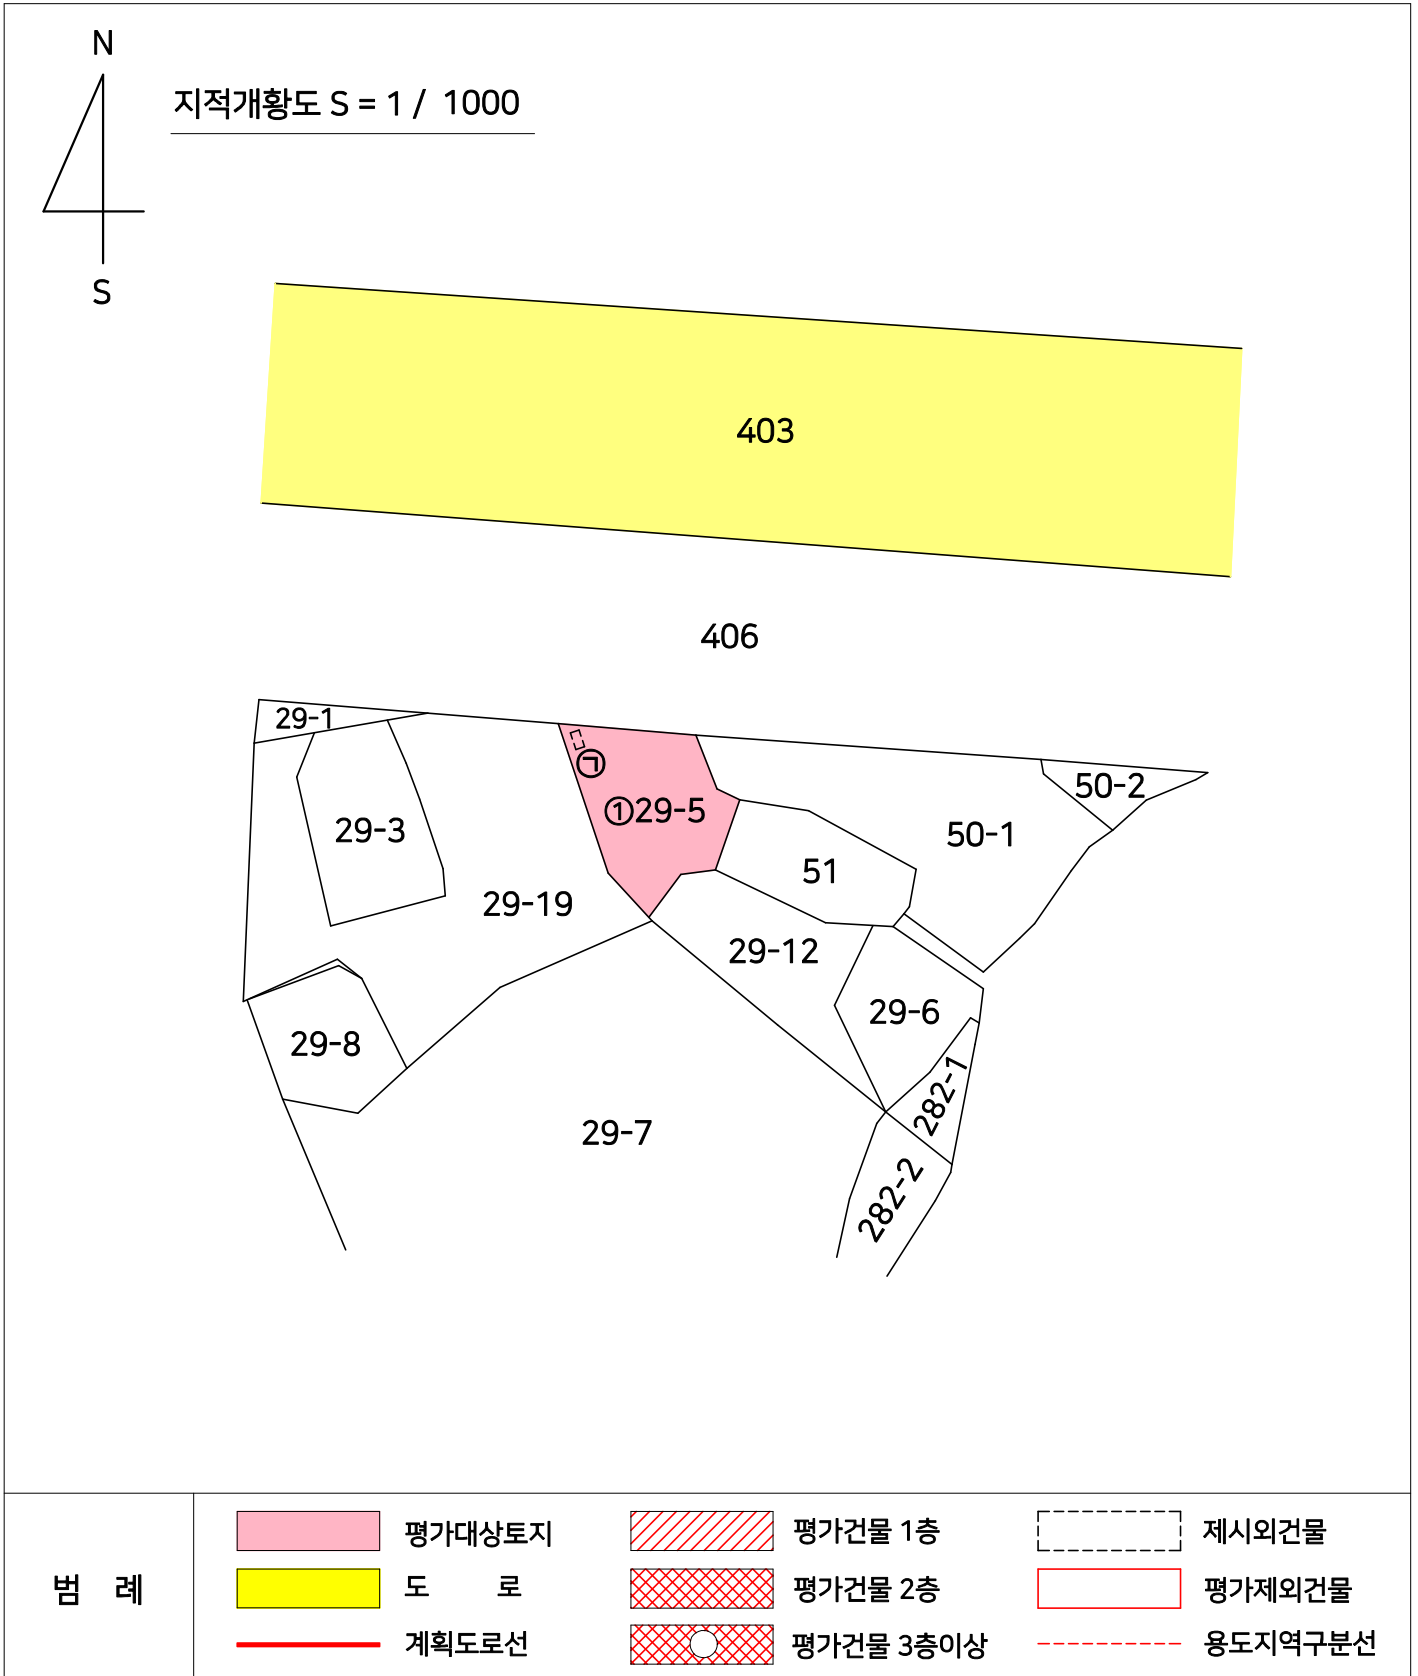 N
지적개황도 S = 1 / 1000
S
403
406
29-1
㉠
50-2
①29-5
29-3
50-1
51
29-19
29-12
29-6
29-8
282-1
29-7
282-2
범 례
평가대상토지
평가건물 1층
제시외건물
도 로
평가건물 2층
평가제외건물
계획도로선
평가건물 3층이상
용도지역구분선